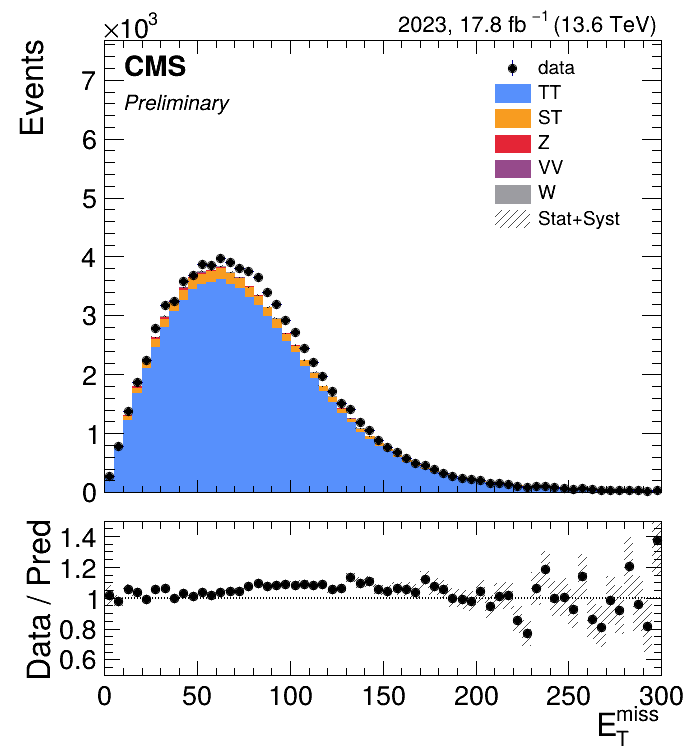 ×10³
2023, 17.8 fb ⁻¹ (13.6 TeV)
CMS
Preliminary
Events
7
6
5
4
3
2
1
0
data
TT
ST
Z
VV
W
Stat+Syst
Data / Pred
1.4
1.2
1.0
0.8
0.6
0 50 100 150 200 250 300
E_T^miss